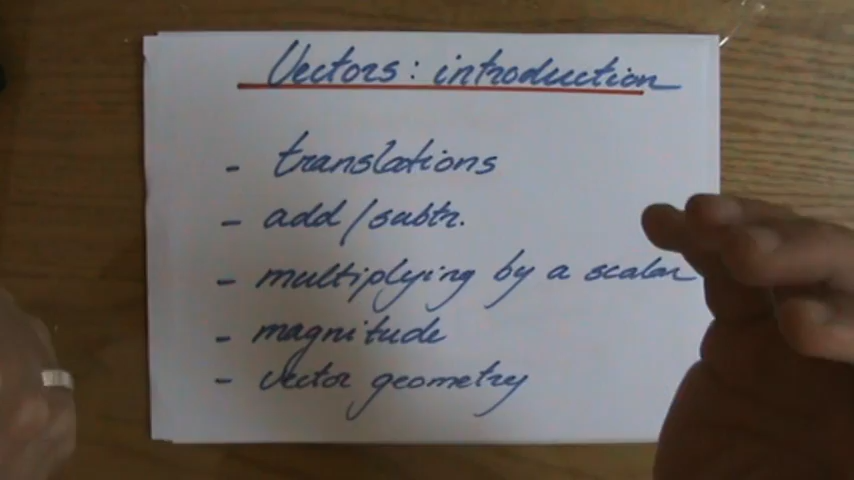 Vectors: introduction
- translations
- add/subtr.
- multiplying by a scalar
- magnitude
- vector geometry